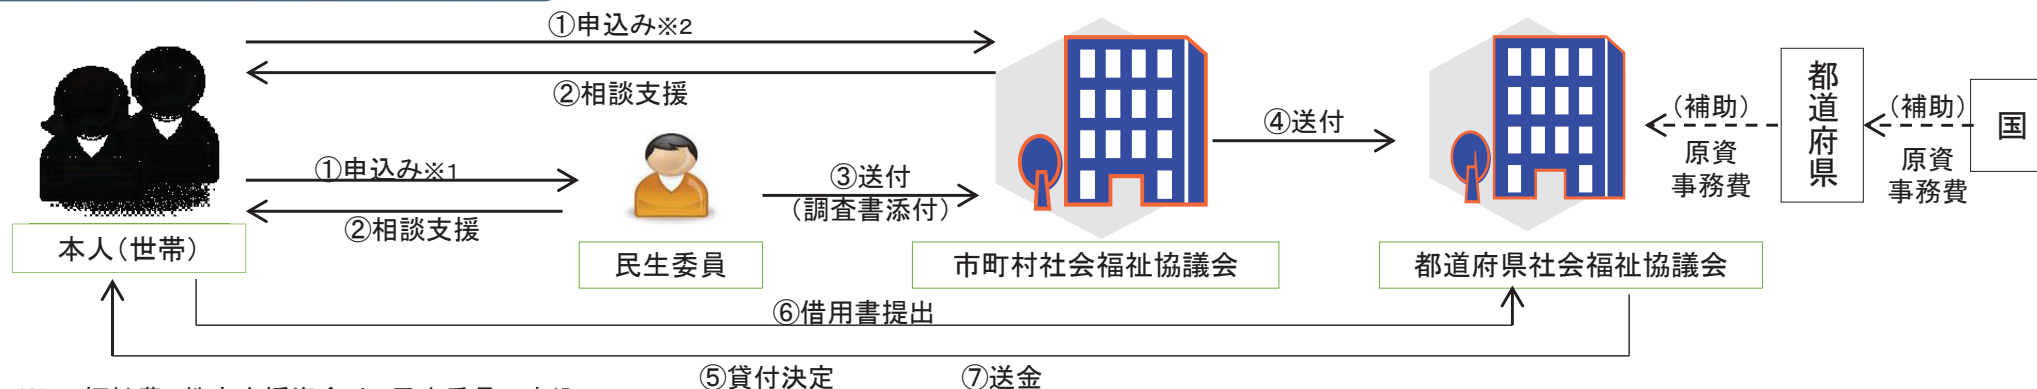 ①申込み※2
②相談支援
①申込み※1
②相談支援
③送付
(調査書添付)
④送付
(補助)
原資
事務費
都道府県
(補助)
原資
事務費
国
本人(世帯)
民生委員
市町村社会福祉協議会
都道府県社会福祉協議会
⑥借用書提出
⑤貸付決定
⑦送金